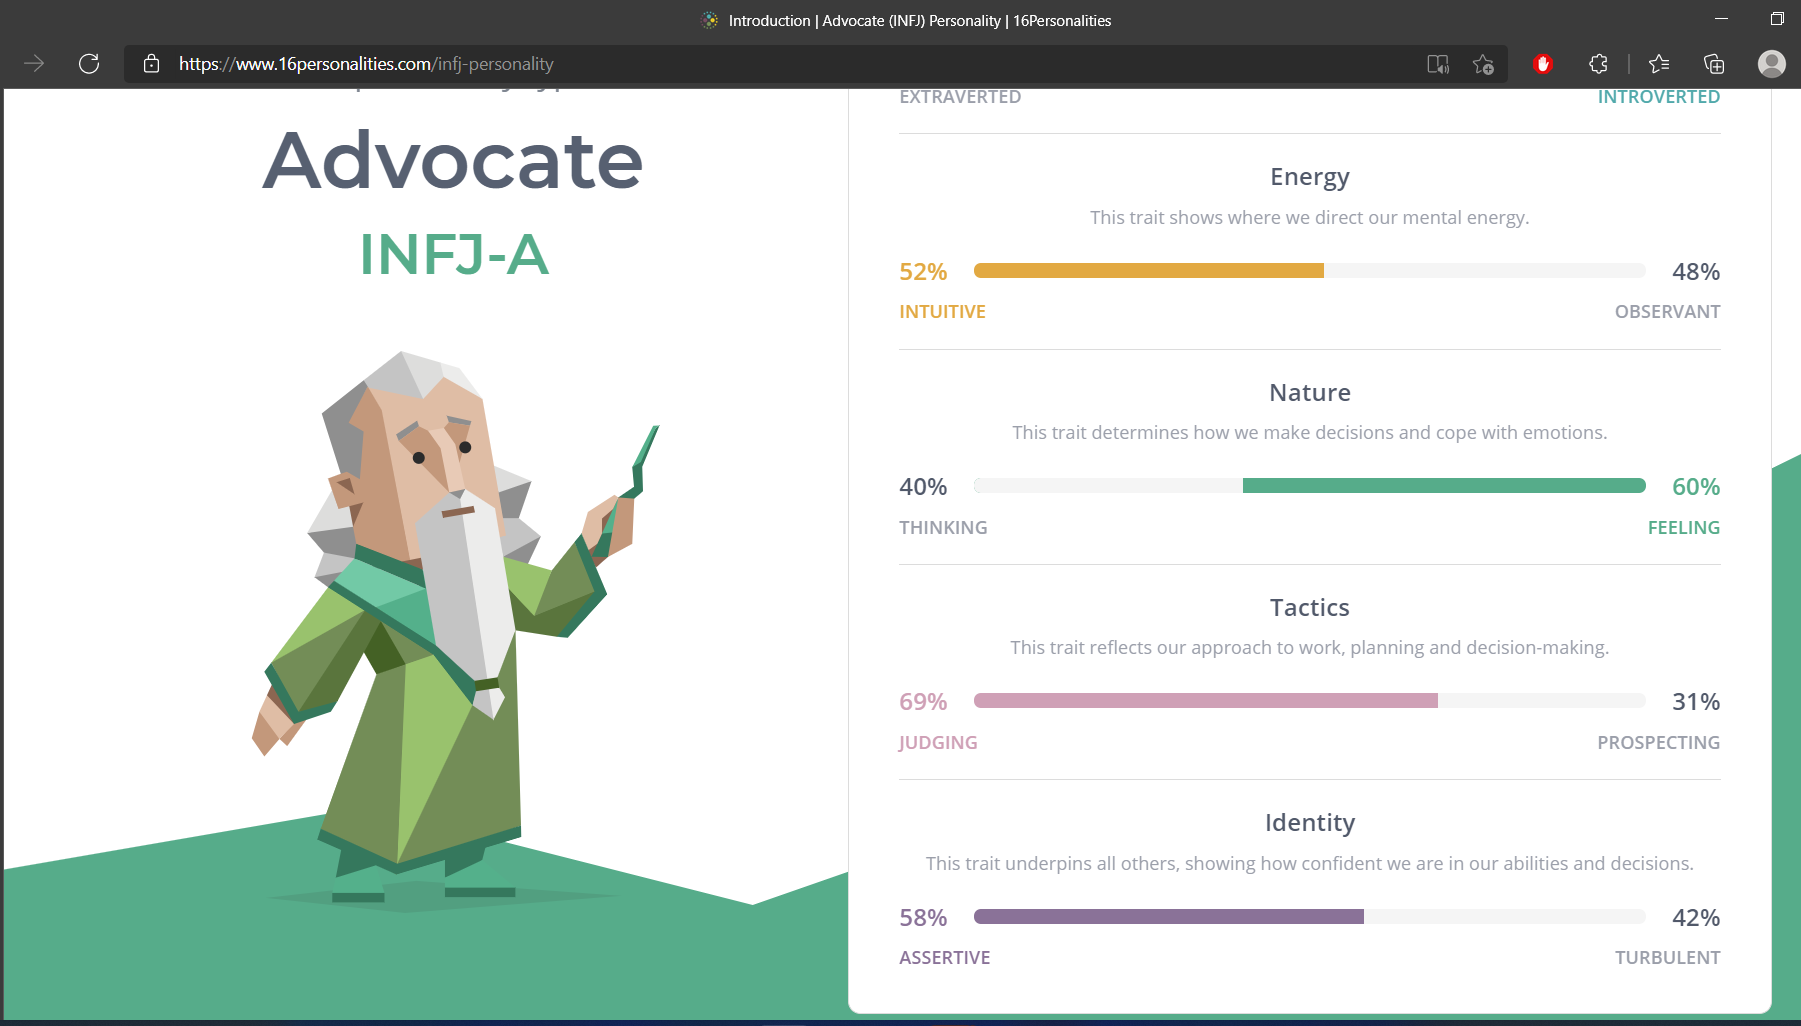 Introduction | Advocate (INFJ) Personality | 16Personalities
https://www.16personalities.com/infj-personality
Advocate
INFJ-A
EXTRAVERTED INTROVERTED
Energy
This trait shows where we direct our mental energy.
52% 48%
INTUITIVE OBSERVANT
Nature
This trait determines how we make decisions and cope with emotions.
40% 60%
THINKING FEELING
Tactics
This trait reflects our approach to work, planning and decision-making.
69% 31%
JUDGING PROSPECTING
Identity
This trait underpins all others, showing how confident we are in our abilities and decisions.
58% 42%
ASSERTIVE TURBULENT